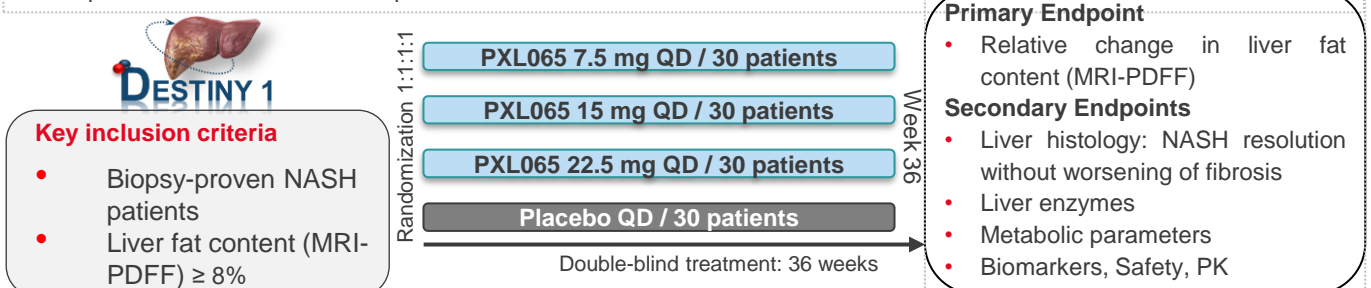 DESTINY 1
Key inclusion criteria
• Biopsy-proven NASH
patients
• Liver fat content (MRI-
PDFF) ≥ 8%
Randomization 1:1:1:1
PXL065 7.5 mg QD / 30 patients
PXL065 15 mg QD / 30 patients
PXL065 22.5 mg QD / 30 patients
Placebo QD / 30 patients
Double-blind treatment: 36 weeks
Week 36
Primary Endpoint
• Relative change in liver fat
content (MRI-PDFF)
Secondary Endpoints
• Liver histology: NASH resolution
without worsening of fibrosis
• Liver enzymes
• Metabolic parameters
• Biomarkers, Safety, PK